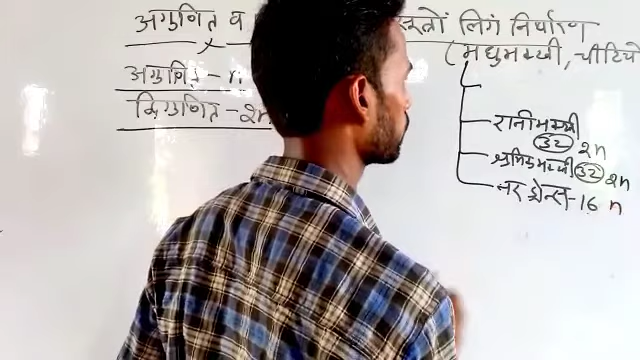 अगुणित व लिंग निर्धारण
(मधुमक्खी, चीटियों
अगुणित - n
द्विगुणित - 2n
रानीमक्खी
32 2n
श्रमिकमक्खी 32 2n
नर ड्रोन्स - 16 n